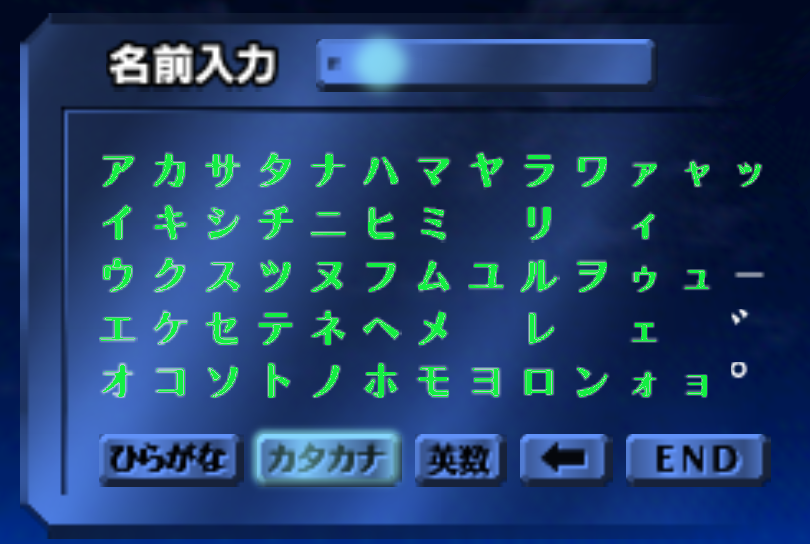 名前入力
アカサタナハマヤラワァャッ
イキシチニヒミ リ ィ
ウクスツヌフムユルヲゥュー
エケセテネヘメ レ ェ ゛
オコソトノホモヨロンォョ゜
ひらがな カタカナ 英数 ← END